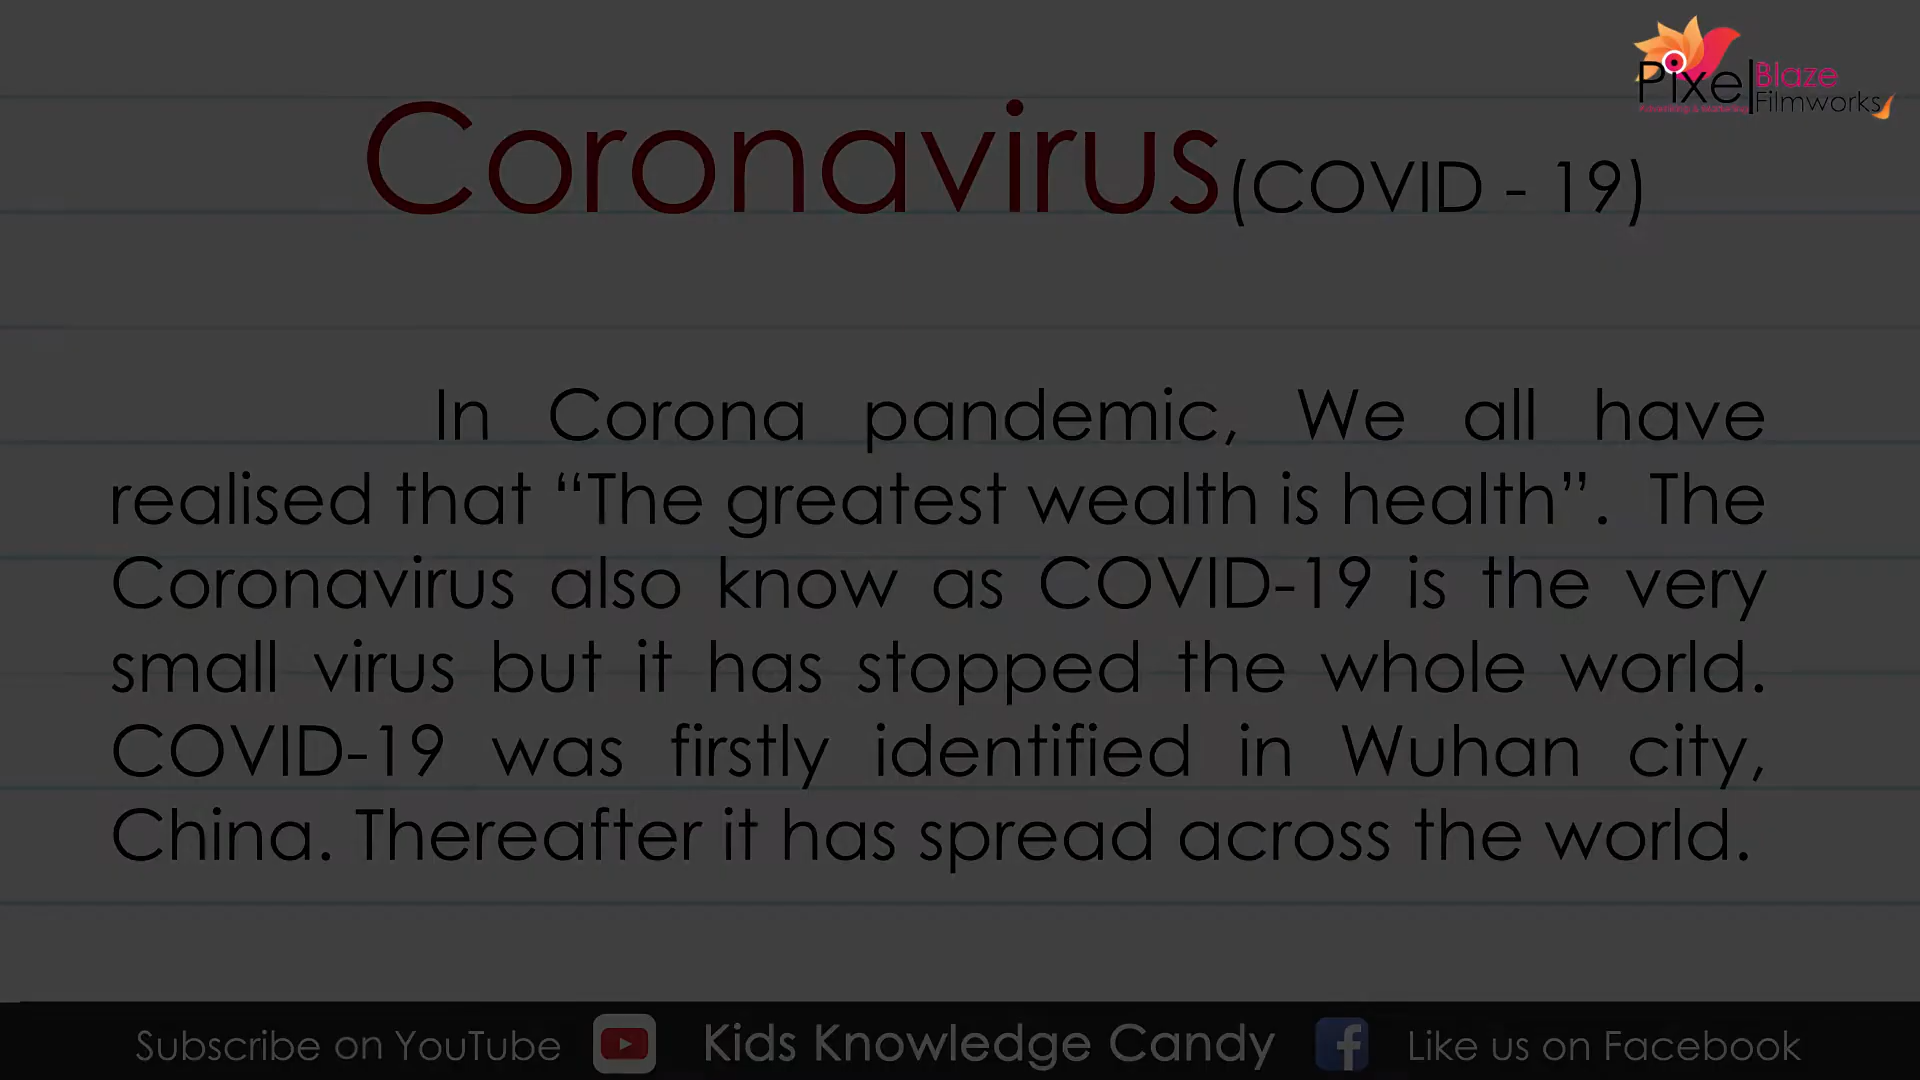 Pixel Blaze
Filmworks
Coronavirus(COVID - 19)
In Corona pandemic, We all have
realised that “The greatest wealth is health”. The
Coronavirus also know as COVID-19 is the very
small virus but it has stopped the whole world.
COVID-19 was firstly identified in Wuhan city,
China. Thereafter it has spread across the world.
Subscribe on YouTube Kids Knowledge Candy Like us on Facebook